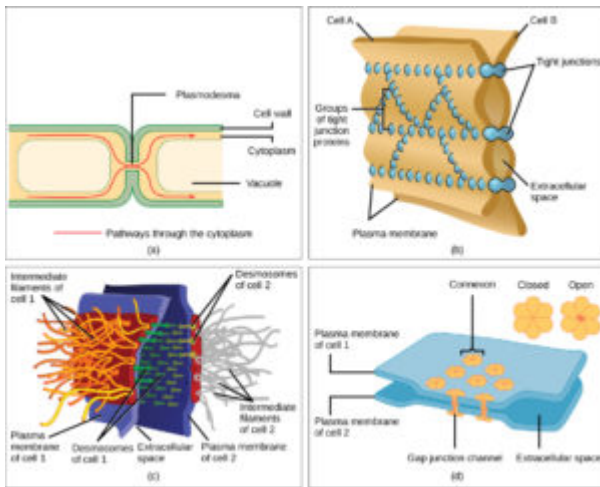 Plasmodesma
Cell wall
Cytoplasm
Vacuole
Pathways through the cytoplasm
(a)
Cell A
Cell B
Tight junctions
Groups
of tight
junction
proteins
Extracellular
space
Plasma membrane
(b)
Intermediate
filaments of
cell 1
Desmosomes
of cell 2
Intermediate
filaments of
cell 2
Plasma
membrane
of cell 1
Desmosomes
of cell 1
Extracellular
space
Plasma membrane
of cell 2
(c)
Connexon
Closed
Open
Plasma membrane
of cell 1
Plasma membrane
of cell 2
Gap junction channel
Extracellular space
(d)